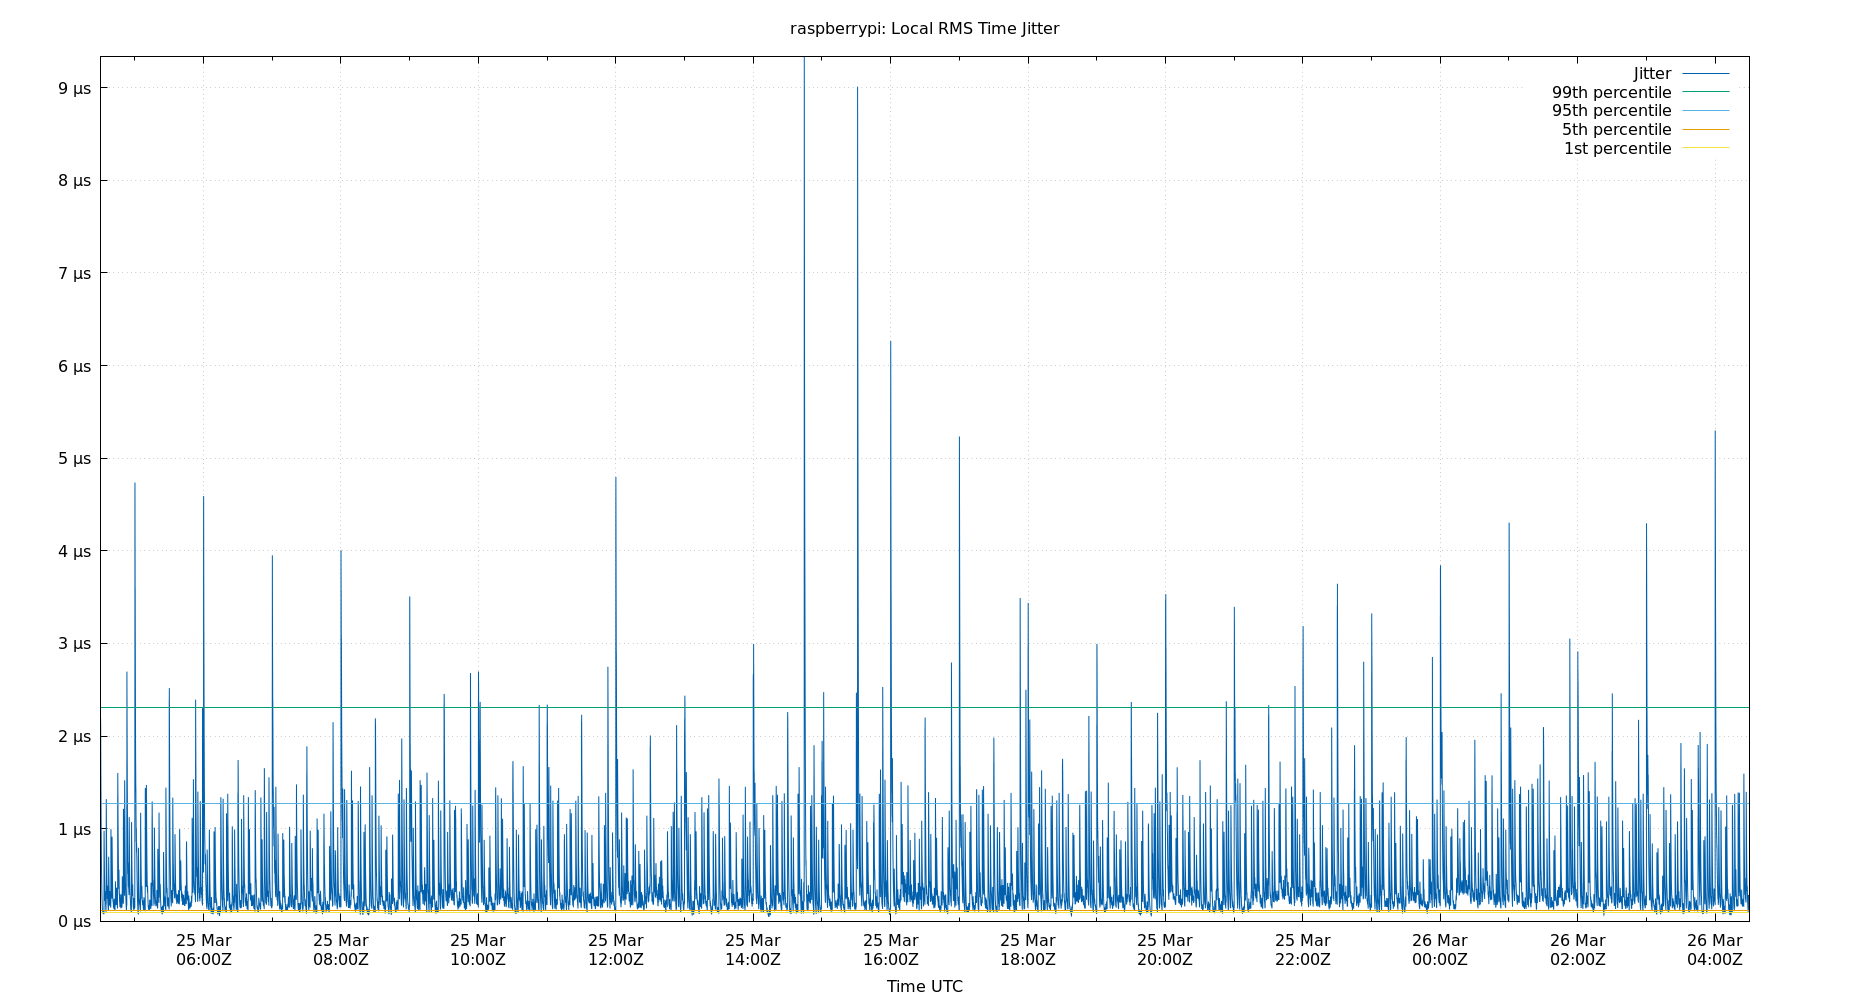 raspberrypi: Local RMS Time Jitter
Jitter
99th percentile
95th percentile
5th percentile
1st percentile
9 µs
8 µs
7 µs
6 µs
5 µs
4 µs
3 µs
2 µs
1 µs
0 µs
25 Mar 25 Mar 25 Mar 25 Mar 25 Mar 25 Mar 25 Mar 25 Mar 25 Mar 26 Mar 26 Mar 26 Mar
06:00Z 08:00Z 10:00Z 12:00Z 14:00Z 16:00Z 18:00Z 20:00Z 22:00Z 00:00Z 02:00Z 04:00Z
Time UTC